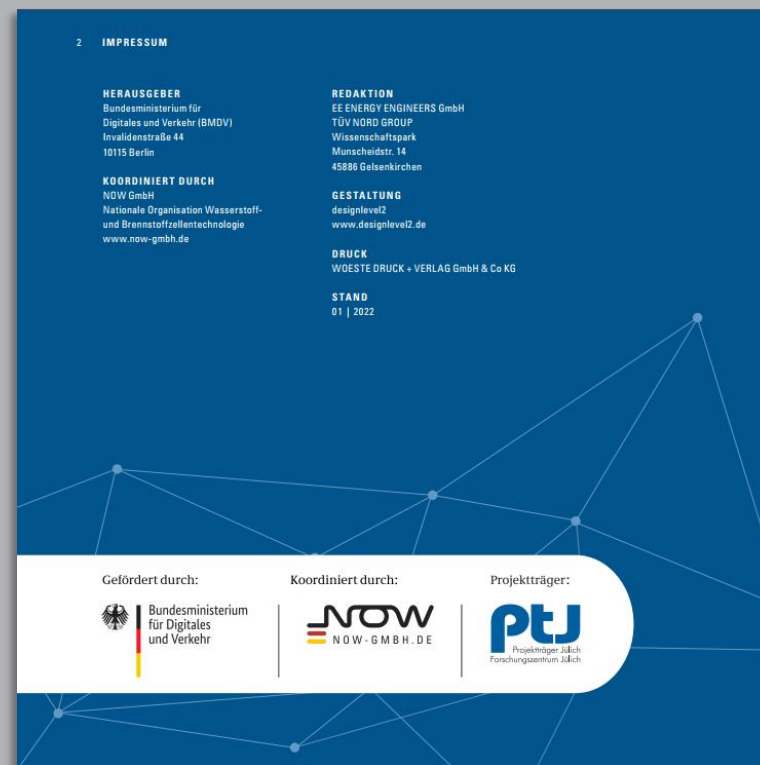 2 IMPRESSUM
HERAUSGEBER
Bundesministerium für
Digitales und Verkehr (BMDV)
Invalidenstraße 44
10115 Berlin
KOORDINIERT DURCH
NOW GmbH
Nationale Organisation Wasserstoff-
und Brennstoffzellentechnologie
www.now-gmbh.de
REDAKTION
EE ENERGY ENGINEERS GmbH
TÜV NORD GROUP
Wissenschaftspark
Munscheidstr. 14
45886 Gelsenkirchen
GESTALTUNG
designlevel2
www.designlevel2.de
DRUCK
WOESTE DRUCK + VERLAG GmbH & Co KG
STAND
01 | 2022
Gefördert durch:
Bundesministerium
für Digitales
und Verkehr
Koordiniert durch:
NOW
NOW-GMBH.DE
Projektträger:
PtJ
Projektträger Jülich
Forschungszentrum Jülich